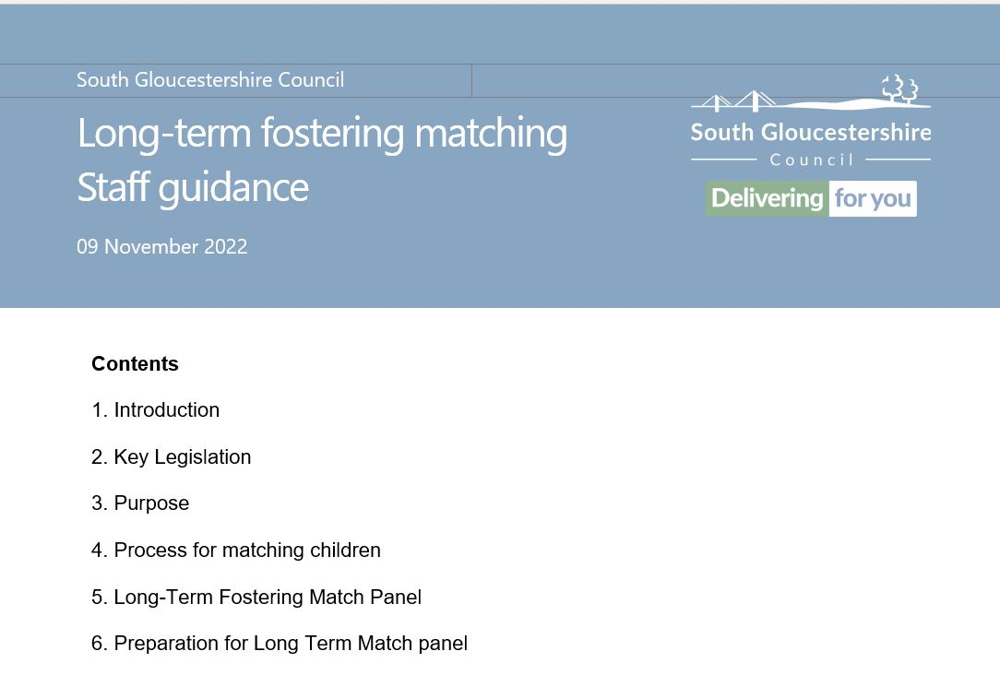 South Gloucestershire Council
Long-term fostering matching
Staff guidance
09 November 2022
South Gloucestershire
Council
Delivering for you
Contents
1. Introduction
2. Key Legislation
3. Purpose
4. Process for matching children
5. Long-Term Fostering Match Panel
6. Preparation for Long Term Match panel